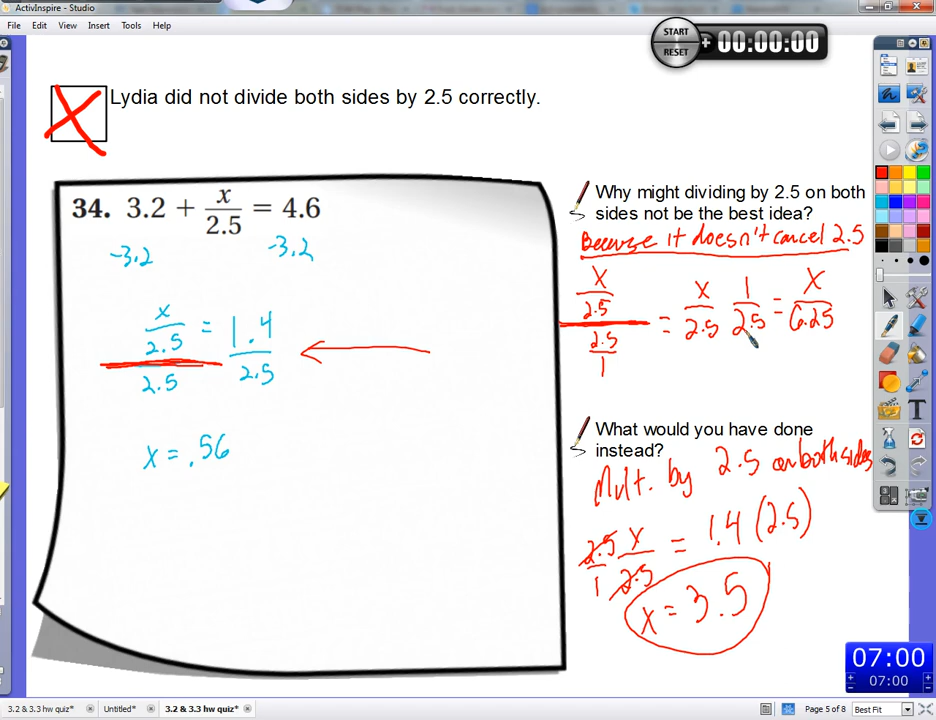 ActivInspire - Studio
File Edit View Insert Tools Help
START
RESET
+ 00:00:00
X
Lydia did not divide both sides by 2.5 correctly.
34. 3.2 + x/2.5 = 4.6
-3.2 -3.2
x/2.5 = 1.4
2.5 2.5
x = .56
Why might dividing by 2.5 on both
sides not be the best idea?
Because it doesn't cancel 2.5
x/2.5 / 2.5/1 = x/2.5 1/2.5 = x/6.25
What would you have done
instead?
Mult. by 2.5 on both sides
2.5/1 x/2.5 = 1.4 (2.5)
x = 3.5
07:00
07:00
3.2 & 3.3 hw quiz* Untitled* 3.2 & 3.3 hw quiz* Page 5 of 8 Best Fit